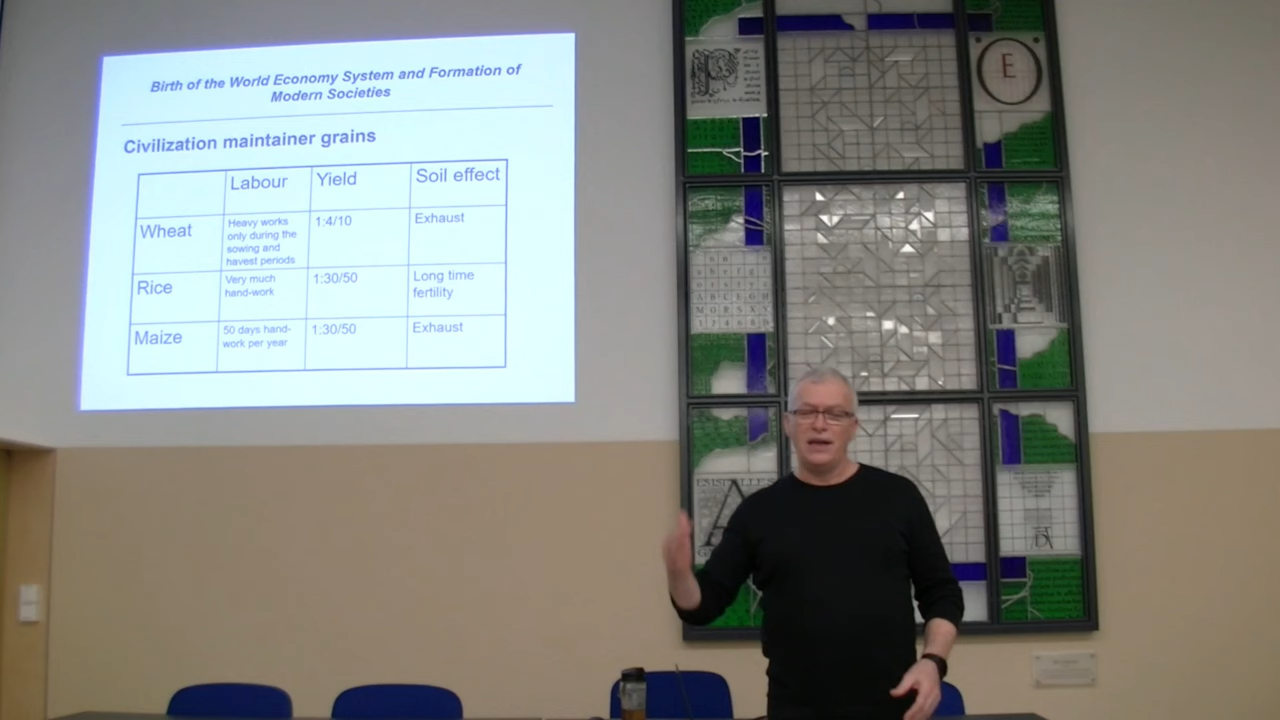 Birth of the World Economy System and Formation of
Modern Societies
Civilization maintainer grains
Labour Yield Soil effect
Wheat
Heavy works
only during the
sowing and
havest periods
1:4/10
Exhaust
Rice
Very much
hand-work
1:30/50
Long time
fertility
Maize
50 days hand-
work per year
1:30/50
Exhaust
E
A